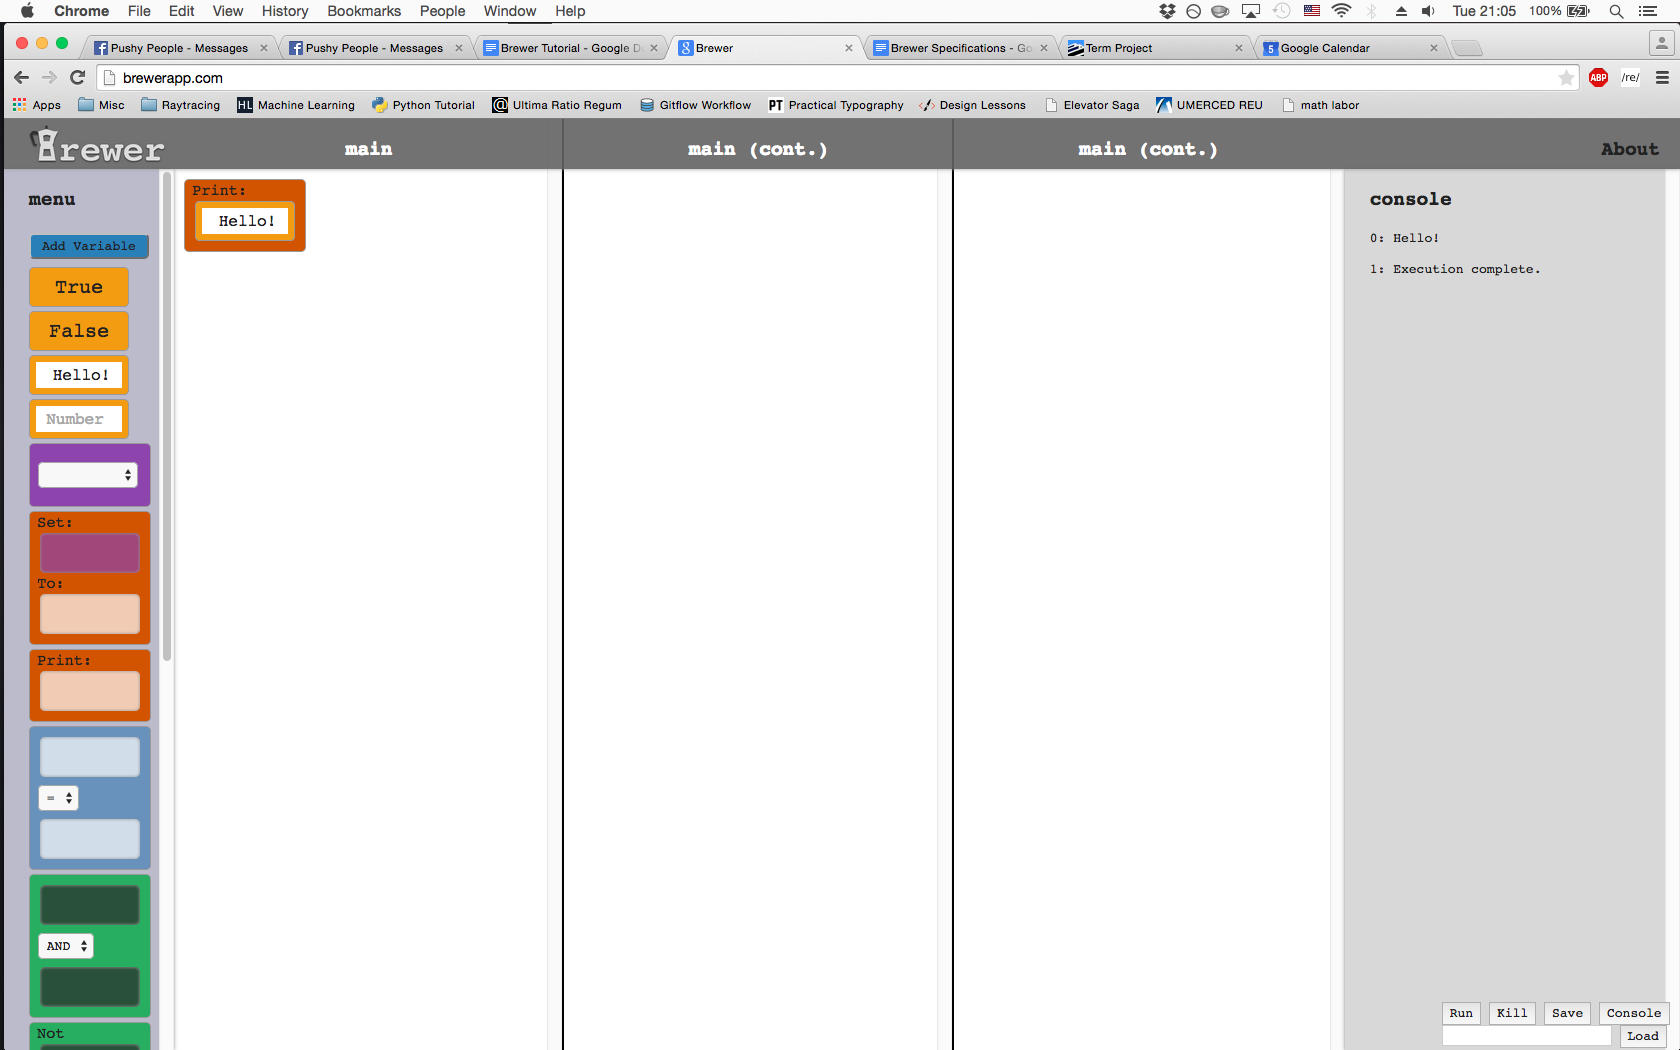 Chrome File Edit View History Bookmarks People Window Help Tue 21:05 100%
Pushy People - Messages Pushy People - Messages Brewer Tutorial - Google D Brewer Brewer Specifications - Go Term Project 5 Google Calendar
brewerapp.com ABP /re/
Apps Misc Raytracing HL Machine Learning Python Tutorial @ Ultima Ratio Regum Gitflow Workflow PT Practical Typography Design Lessons Elevator Saga UMERCED REU math labor
Brewer main main (cont.) main (cont.) About
menu
Add Variable
True
False
Hello!
Number
Set:
To:
Print:
=
AND
Not
Print:
Hello!
console
0: Hello!
1: Execution complete.
Run Kill Save Console
Load